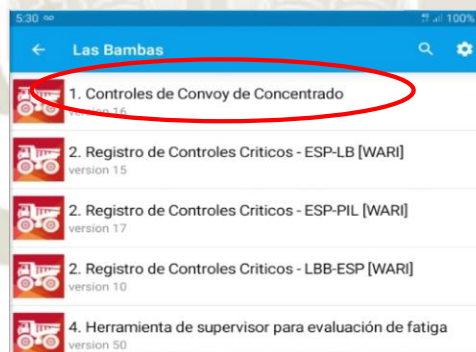 5:30 100%
Las Bambas
1. Controles de Convoy de Concentrado
version 16
2. Registro de Controles Criticos - ESP-LB [WARI]
version 15
2. Registro de Controles Criticos - ESP-PIL [WARI]
version 17
2. Registro de Controles Criticos - LBB-ESP [WARI]
version 10
4. Herramienta de supervisor para evaluación de fatiga
version 50